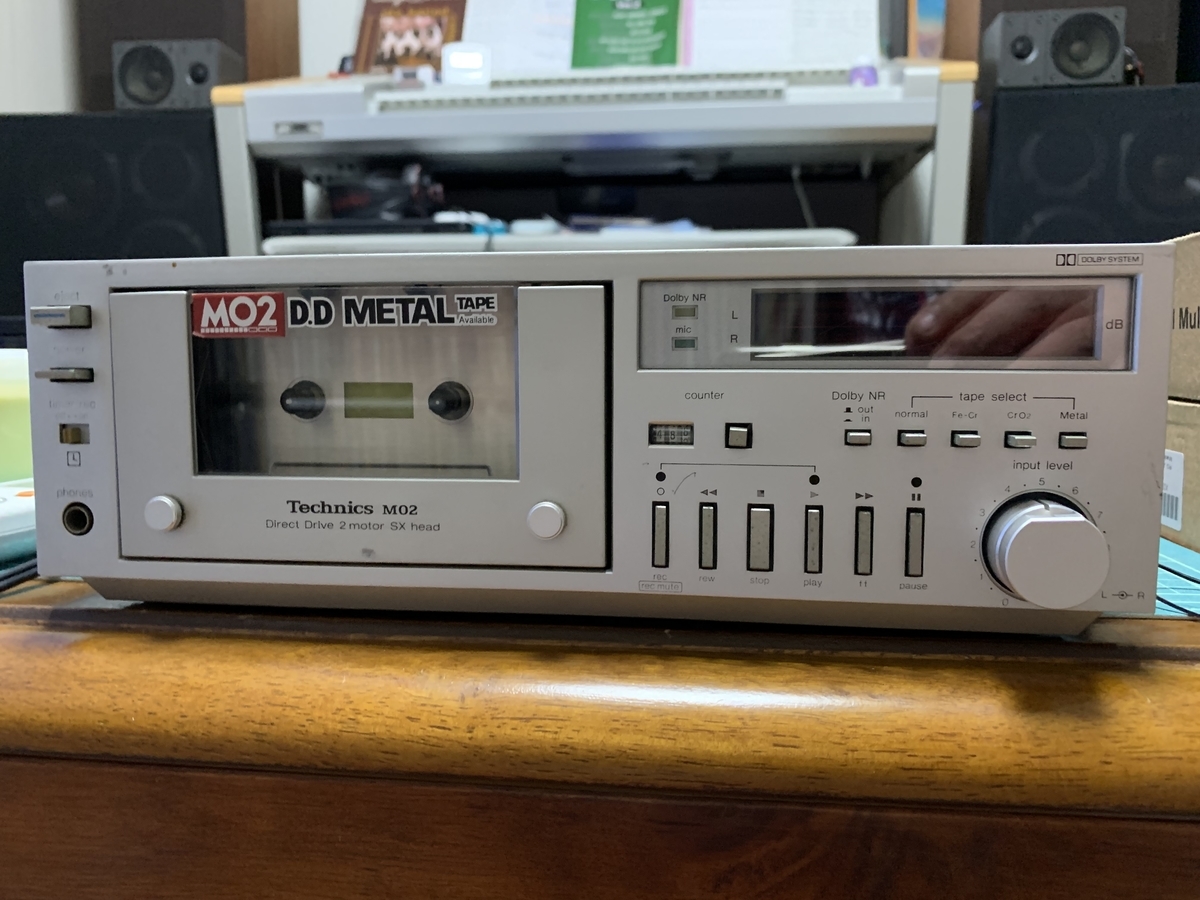 DOLBY SYSTEM
eject
MO2 D.D METAL TAPE
Available
Dolby NR
L
mic
R
dB
phones
Technics M02
Direct Drive 2 motor SX head
counter
Dolby NR
out
in
tape select
normal
Fe-Cr
CrO2
Metal
input level
0
1
2
3
4
5
6
7
L
R
rec
rec mute
rew
stop
play
ff
pause
Mul